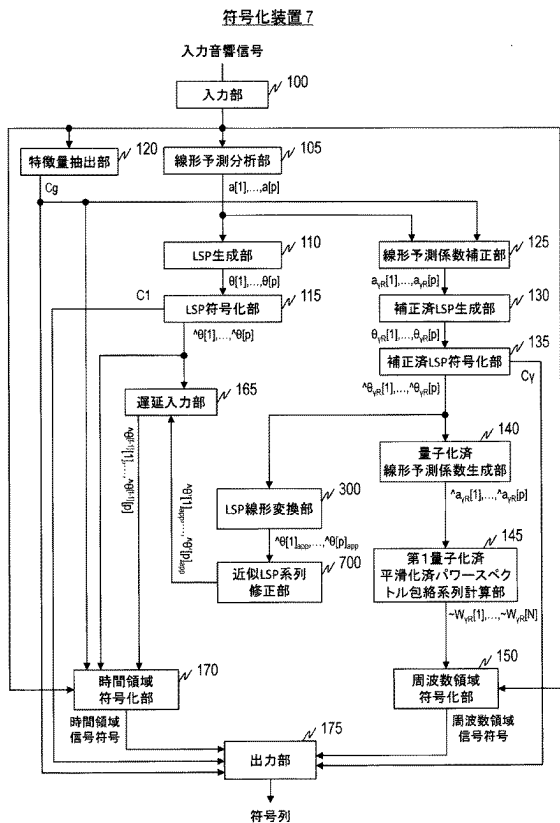 符号化装置7
入力音響信号
入力部
100
特徴量抽出部
120
線形予測分析部
105
Cg
a[1],...,a[p]
LSP生成部
110
線形予測係数補正部
125
θ[1],...,θ[p]
aγR[1],...,aγR[p]
C1
LSP符号化部
115
補正済LSP生成部
130
^θ[1],...,^θ[p]
θγR[1],...,θγR[p]
補正済LSP符号化部
135
Cγ
遅延入力部
165
^θγR[1],...,^θγR[p]
量子化済
線形予測係数生成部
140
^θ[f-1][1],...,^θ[f-1][p]
^θ'[1]app,...,^θ'[p]app
LSP線形変換部
300
^aγR[1],...,^aγR[p]
^θ[1]app,...,^θ[p]app
近似LSP系列
修正部
700
第1量子化済
平滑化済パワースペク
トル包絡系列計算部
145
~WγR[1],...,~WγR[N]
時間領域
符号化部
170
周波数領域
符号化部
150
時間領域
信号符号
周波数領域
信号符号
出力部
175
符号列